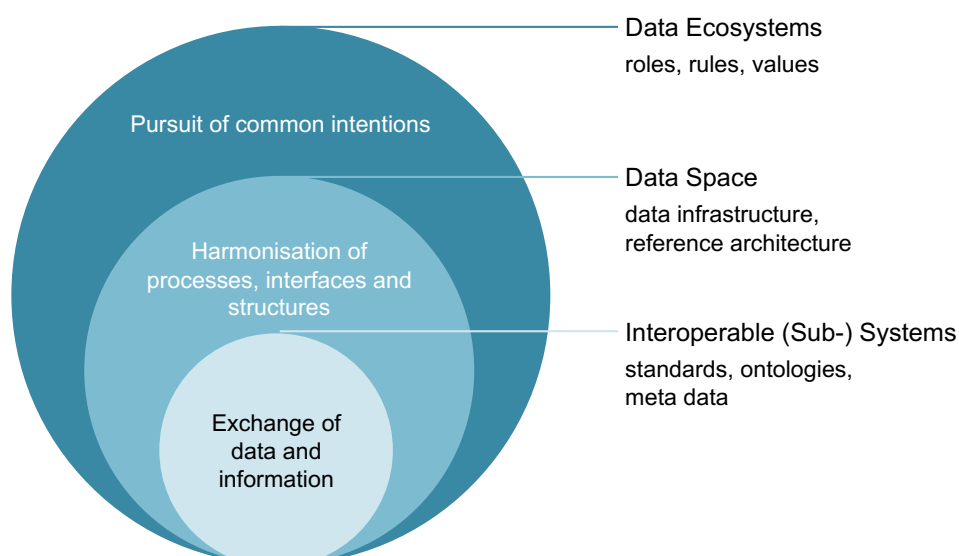 Data Ecosystems
roles, rules, values
Pursuit of common intentions
Data Space
data infrastructure,
reference architecture
Harmonisation of
processes, interfaces and
structures
Interoperable (Sub-) Systems
standards, ontologies,
meta data
Exchange of
data and
information